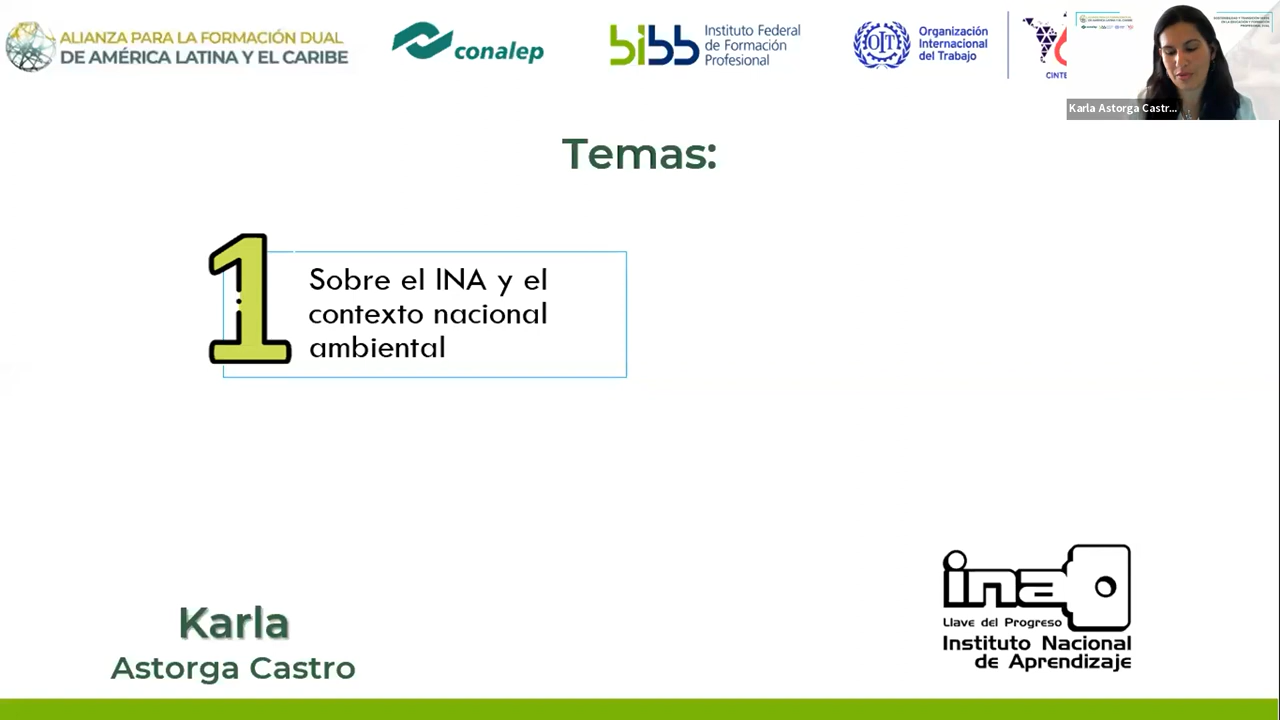 ALIANZA PARA LA FORMACIÓN DUAL
DE AMÉRICA LATINA Y EL CARIBE
conalep
bibb
Instituto Federal
de Formación
Profesional
Organización
Internacional
del Trabajo
CINTE
Karla Astorga Castr...
Temas:
1
Sobre el INA y el
contexto nacional
ambiental
Karla
Astorga Castro
ina
Llave del Progreso
Instituto Nacional
de Aprendizaje